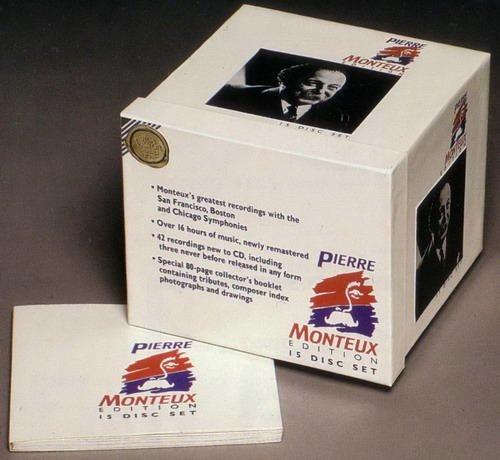 PIERRE
MONTEUX
EDITION
15 DISC SET
• Monteux's greatest recordings with the
San Francisco, Boston
and Chicago Symphonies
• Over 16 hours of music, newly remastered
• 42 recordings new to CD, including
three never before released in any form
• Special 80-page collector's booklet
containing tributes, composer index
photographs and drawings
PIERRE
MONTEUX
EDITION
15 DISC SET
PIERRE
MONTEUX
EDITION
15 DISC SET